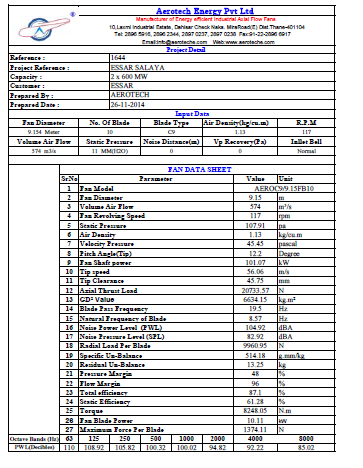 Aerotech Energy Pvt Ltd
Manufacturer of Energy efficient Industrial Axial Flow Fans
10,Laxmi Industrial Estate, Dahisar Check Naka. MiraRoad(E) Dist Thane-401104
Tel: 2896 5916, 2896 2344, 2897 0237, 2897 0238 Fax:91-22-2896 6917
Email:info@aerotechs.com Web:www.aerotechs.com
Project Detail
Reference : 1644
Project Reference : ESSAR SALAYA
Capacity : 2 x 600 MW
Customer : ESSAR
Prepared By : AEROTECH
Prepared Date : 26-11-2014
Input Data
Fan Diameter No. Of Blade Blade Type Air Density(kg/cu.m) R.P.M
9.154 Meter 10 C9 1.13 117
Volume Air Flow Static Pressure Noise Distance(m) Vp Recovery(Pa) Inllet Bell
574 m3/s 11 MM(H2O) 0 0 Normal
FAN DATA SHEET
SrNo Parameter Value Unit
1 Fan Model AEROC9/9.15FB10
2 Fan Diameter 9.15 m
3 Volume Air Flow 574 m³/s
4 Fan Revolving Speed 117 rpm
5 Static Pressure 107.91 pa
6 Air Density 1.13 kg/cu.m
7 Velocity Pressure 45.45 pascal
8 Pitch Angle(Tip) 12.2 Degree
9 Fan Shaft power 101.07 kW
10 Tip speed 56.06 m/s
11 Tip Clearance 45.75 mm
12 Axial Thrust Load 20733.57 N
13 GD² Value 6634.15 kg.m²
14 Blade Pass Frequency 19.5 Hz
15 Natural Frequency of Blade 8.57 Hz
16 Noise Power Level (PWL) 104.92 dBA
17 Noise Pressure Level (SPL) 82.92 dBA
18 Radial Load Per Blade 9960.95 N
19 Specific Un-Balance 514.18 g.mm/kg
20 Residual Un-Balance 13.25 kg
21 Pressure Margin 48 %
22 Flow Margin 96 %
23 Total efficiency 87.1 %
24 Static Efficiency 61.28 %
25 Torque 8248.05 N.m
26 Fan Blade Power 10.11 kW
27 Maximum Force Per Blade 1374.11 N
Octave Bands (Hz) 63 125 250 500 1000 2000 4000 8000
PWL(Decibles) 110 108.92 105.82 100.32 100.02 94.82 92.22 85.02